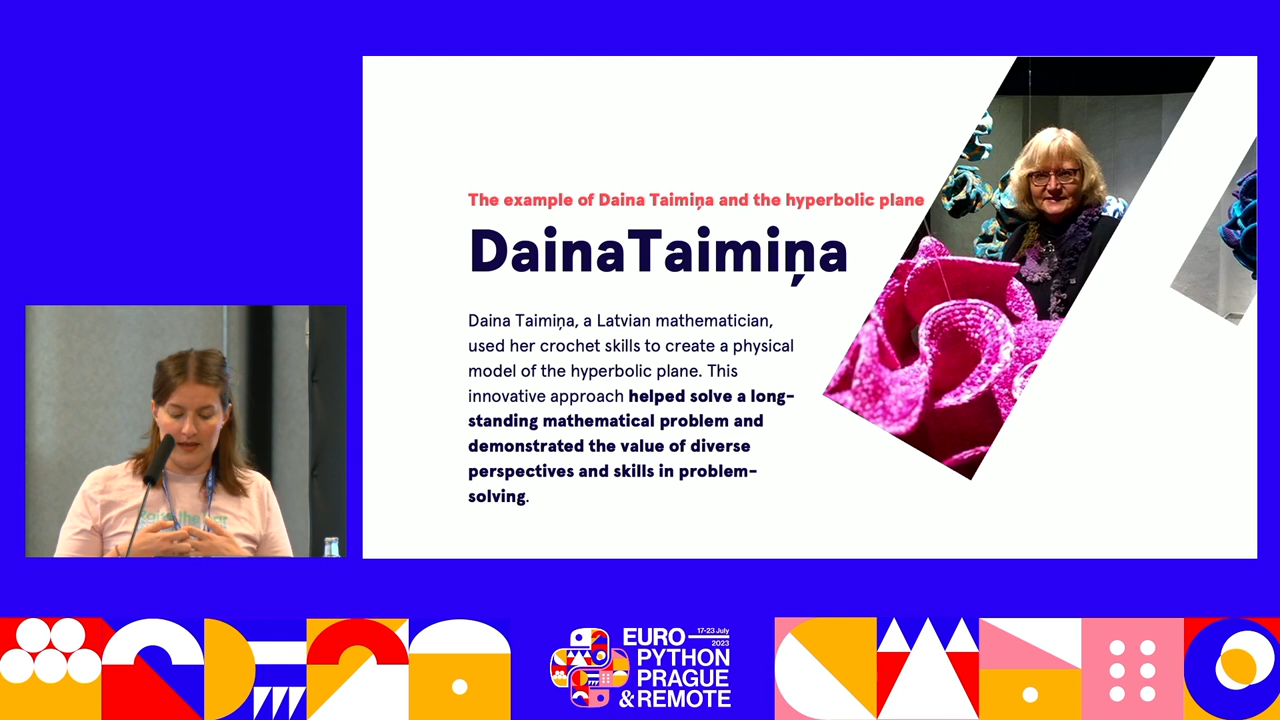 The example of Daina Taimiņa and the hyperbolic plane
DainaTaimiņa
Daina Taimiņa, a Latvian mathematician,
used her crochet skills to create a physical
model of the hyperbolic plane. This
innovative approach helped solve a long-
standing mathematical problem and
demonstrated the value of diverse
perspectives and skills in problem-
solving.
Raise the
EURO
17-23 July
2023
PYTHON
PRAGUE
& REMOTE